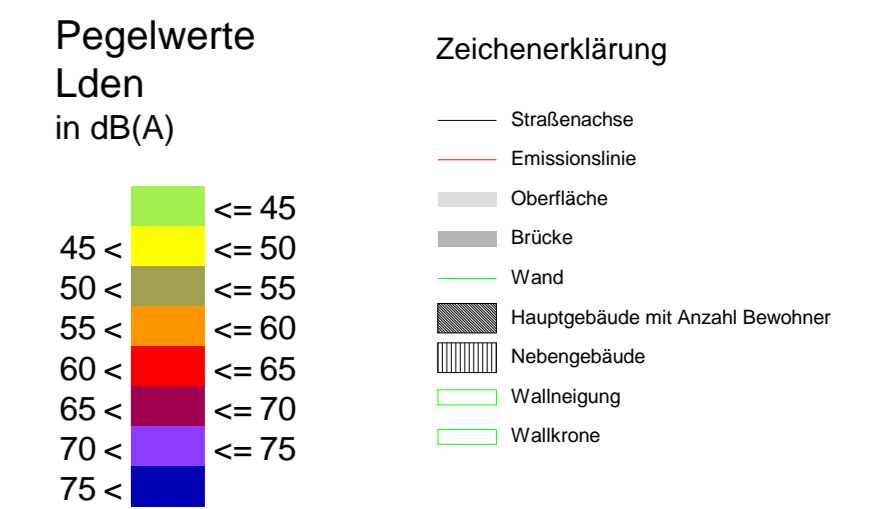 Pegelwerte
Lden
in dB(A)
<= 45
45 < <= 50
50 < <= 55
55 < <= 60
60 < <= 65
65 < <= 70
70 < <= 75
75 <
Zeichenerklärung
Straßenachse
Emissionslinie
Oberfläche
Brücke
Wand
Hauptgebäude mit Anzahl Bewohner
Nebengebäude
Wallneigung
Wallkrone